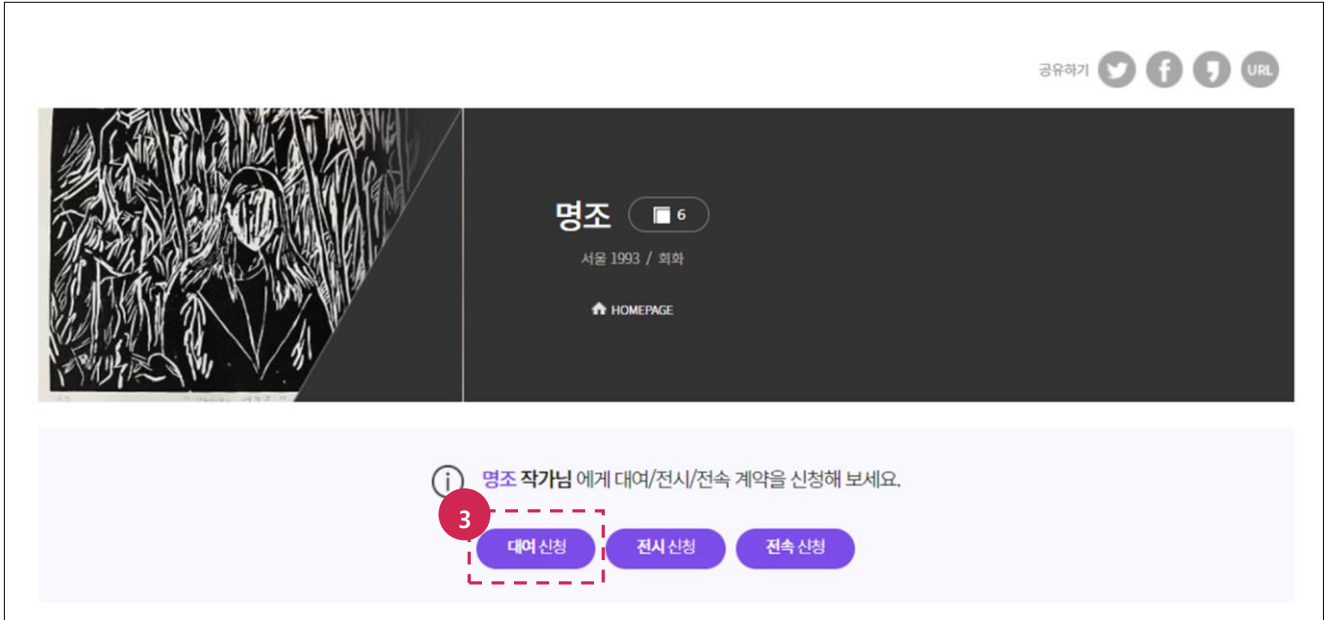 공유하기 URL
명조 6
서울 1993 / 회화
HOMEPAGE
명조 작가님 에게 대여/전시/전속 계약을 신청해 보세요.
3
대여 신청 전시 신청 전속 신청